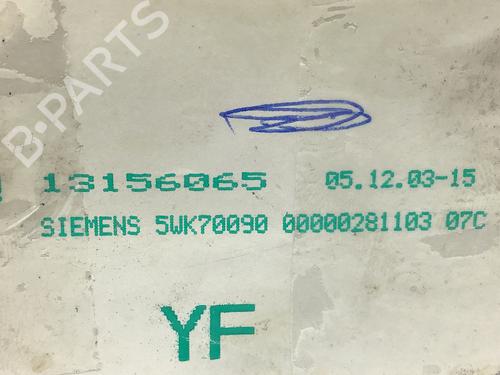 B-PARTS
13156065 05.12.03-15
SIEMENS 5WK70090 00000281103 07C
YF